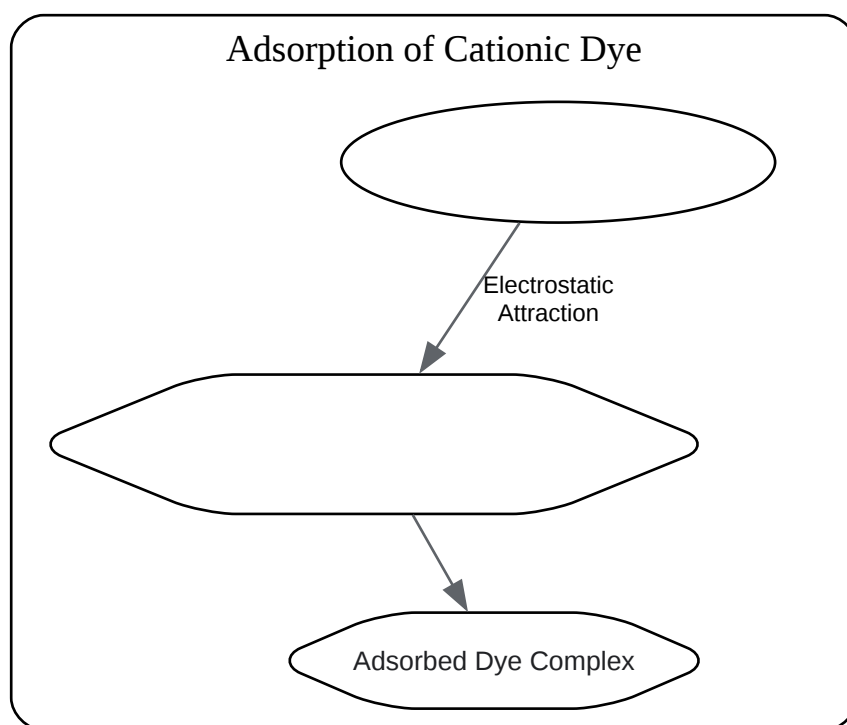 Adsorption of Cationic Dye
Electrostatic
Attraction
Adsorbed Dye Complex